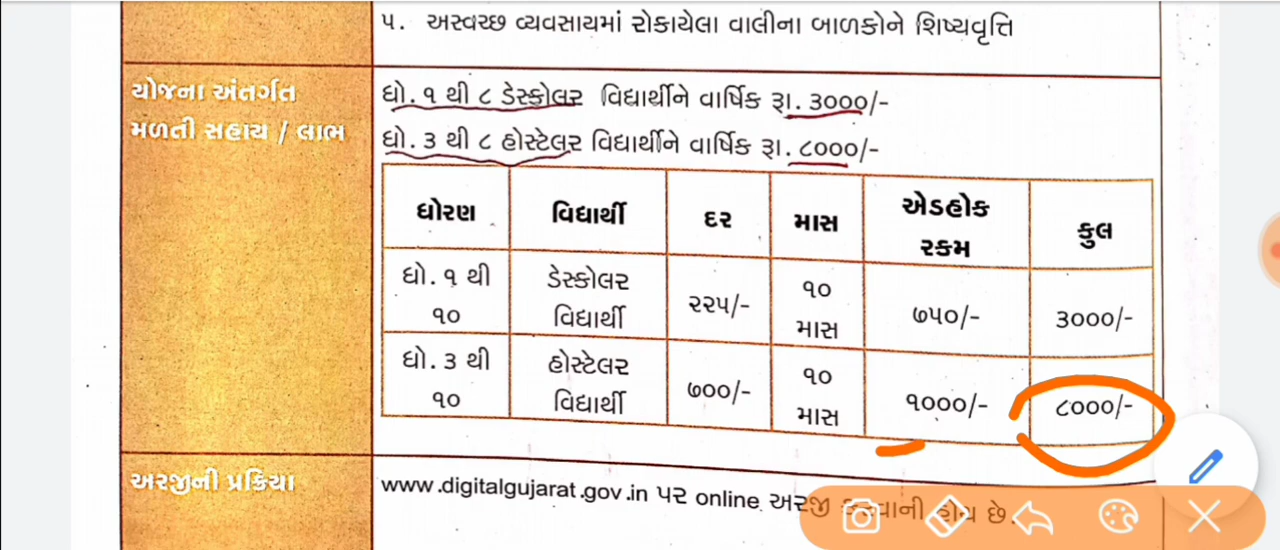 ૫. અસ્વચ્છ વ્યવસાયમાં રોકાયેલા વાલીના બાળકોને શિષ્યવૃત્તિ
યોજના અંતર્ગત
મળતી સહાય / લાભ
ધો. ૧ થી ૮ ડેસ્કોલર વિદ્યાર્થીને વાર્ષિક રૂા. ૩૦૦૦/-
ધો. ૩ થી ૮ હોસ્ટેલર વિદ્યાર્થીને વાર્ષિક રૂા. ૮૦૦૦/-
ધોરણ વિદ્યાર્થી દર માસ એડહોક રકમ કુલ
ધો. ૧ થી ૧૦ ડેસ્કોલર વિદ્યાર્થી ૨૨૫/- ૧૦ માસ ૭૫૦/- ૩૦૦૦/-
ધો. ૩ થી ૧૦ હોસ્ટેલર વિદ્યાર્થી ૭૦૦/- ૧૦ માસ ૧૦૦૦/- ૮૦૦૦/-
અરજીની પ્રક્રિયા
www.digitalgujarat.gov.in પર online અરજી કરવાની હોય છે.